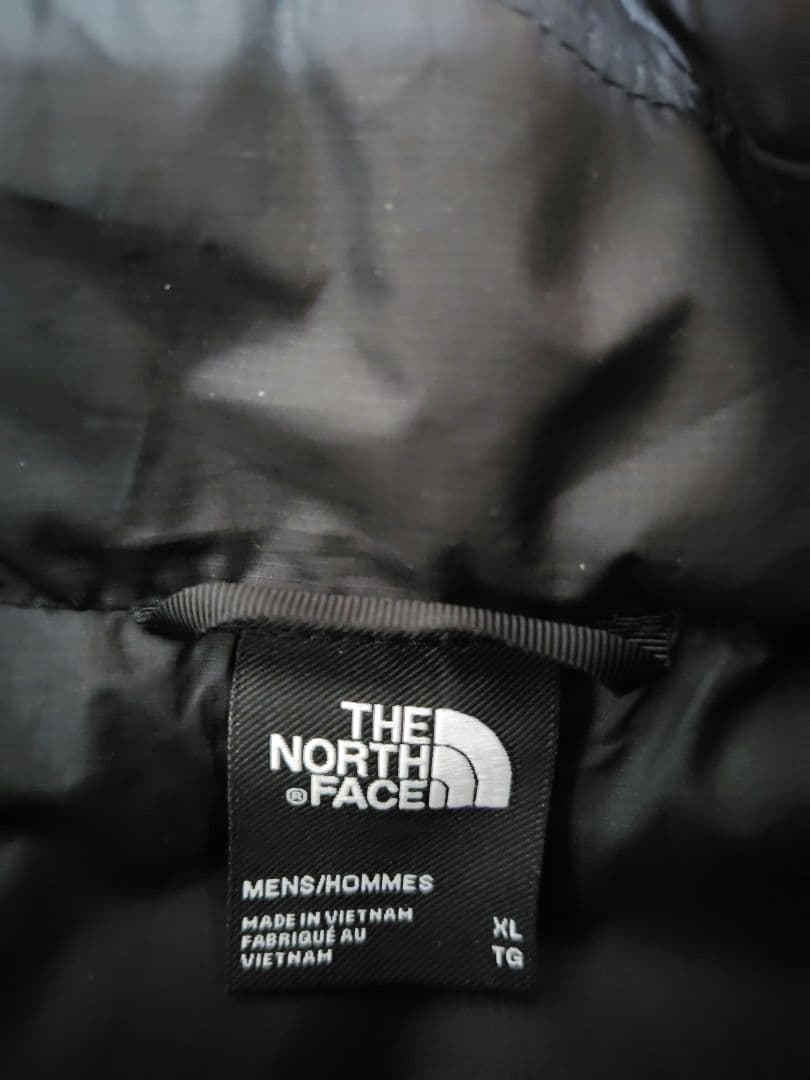 THE
NORTH
®FACE
MENS/HOMMES
MADE IN VIETNAM
FABRIQUÉ AU
VIETNAM
XL
TG